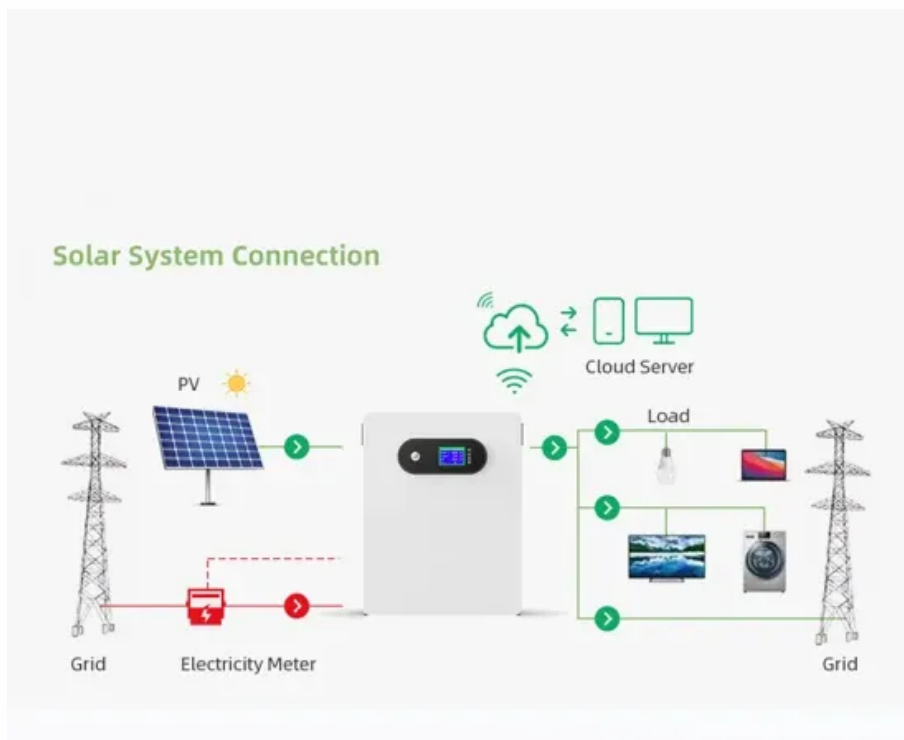 Solar System Connection
Cloud Server
PV
Load
Grid
Electricity Meter
Grid